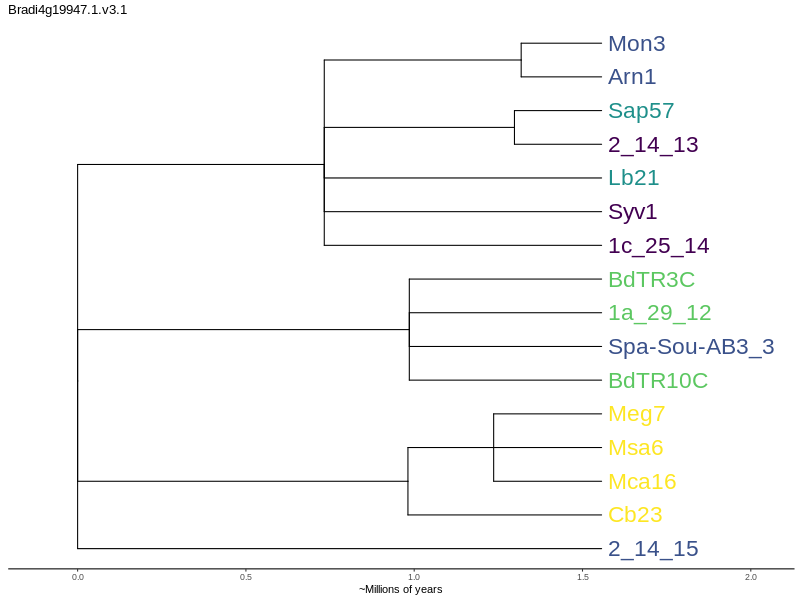 Bradi4g19947.1.v3.1
Mon3
Arn1
Sap57
2_14_13
Lb21
Syv1
1c_25_14
BdTR3C
1a_29_12
Spa-Sou-AB3_3
BdTR10C
Meg7
Msa6
Mca16
Cb23
2_14_15
0.0 0.5 1.0 1.5 2.0
~Millions of years